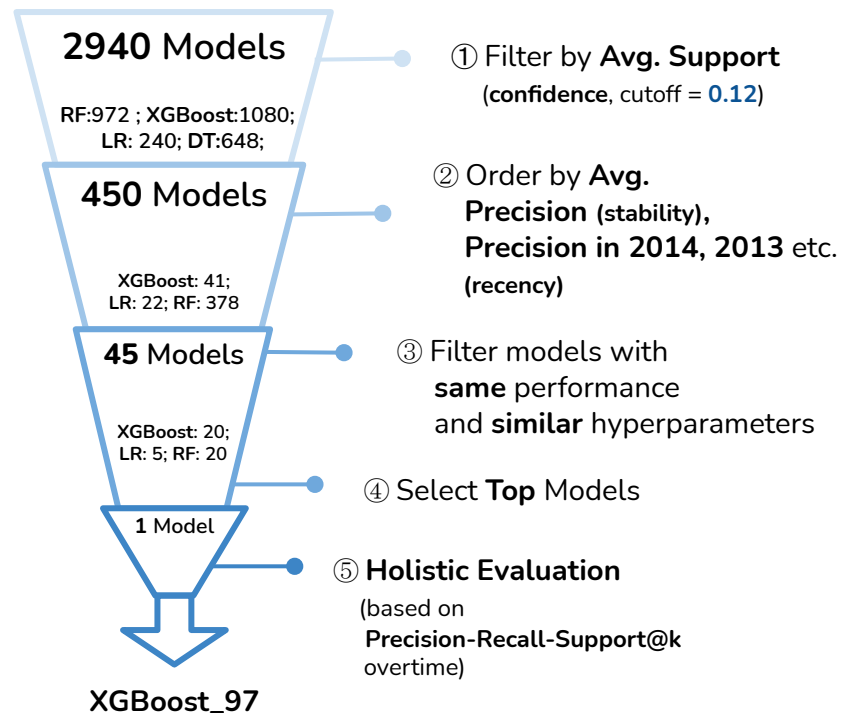 2940 Models
RF:972 ; XGBoost:1080;
LR: 240; DT:648;
① Filter by Avg. Support
(confidence, cutoff = 0.12)
450 Models
XGBoost: 41;
LR: 22; RF: 378
② Order by Avg.
Precision (stability),
Precision in 2014, 2013 etc.
(recency)
45 Models
XGBoost: 20;
LR: 5; RF: 20
③ Filter models with
same performance
and similar hyperparameters
④ Select Top Models
1 Model
⑤ Holistic Evaluation
(based on
Precision-Recall-Support@k
overtime)
XGBoost_97